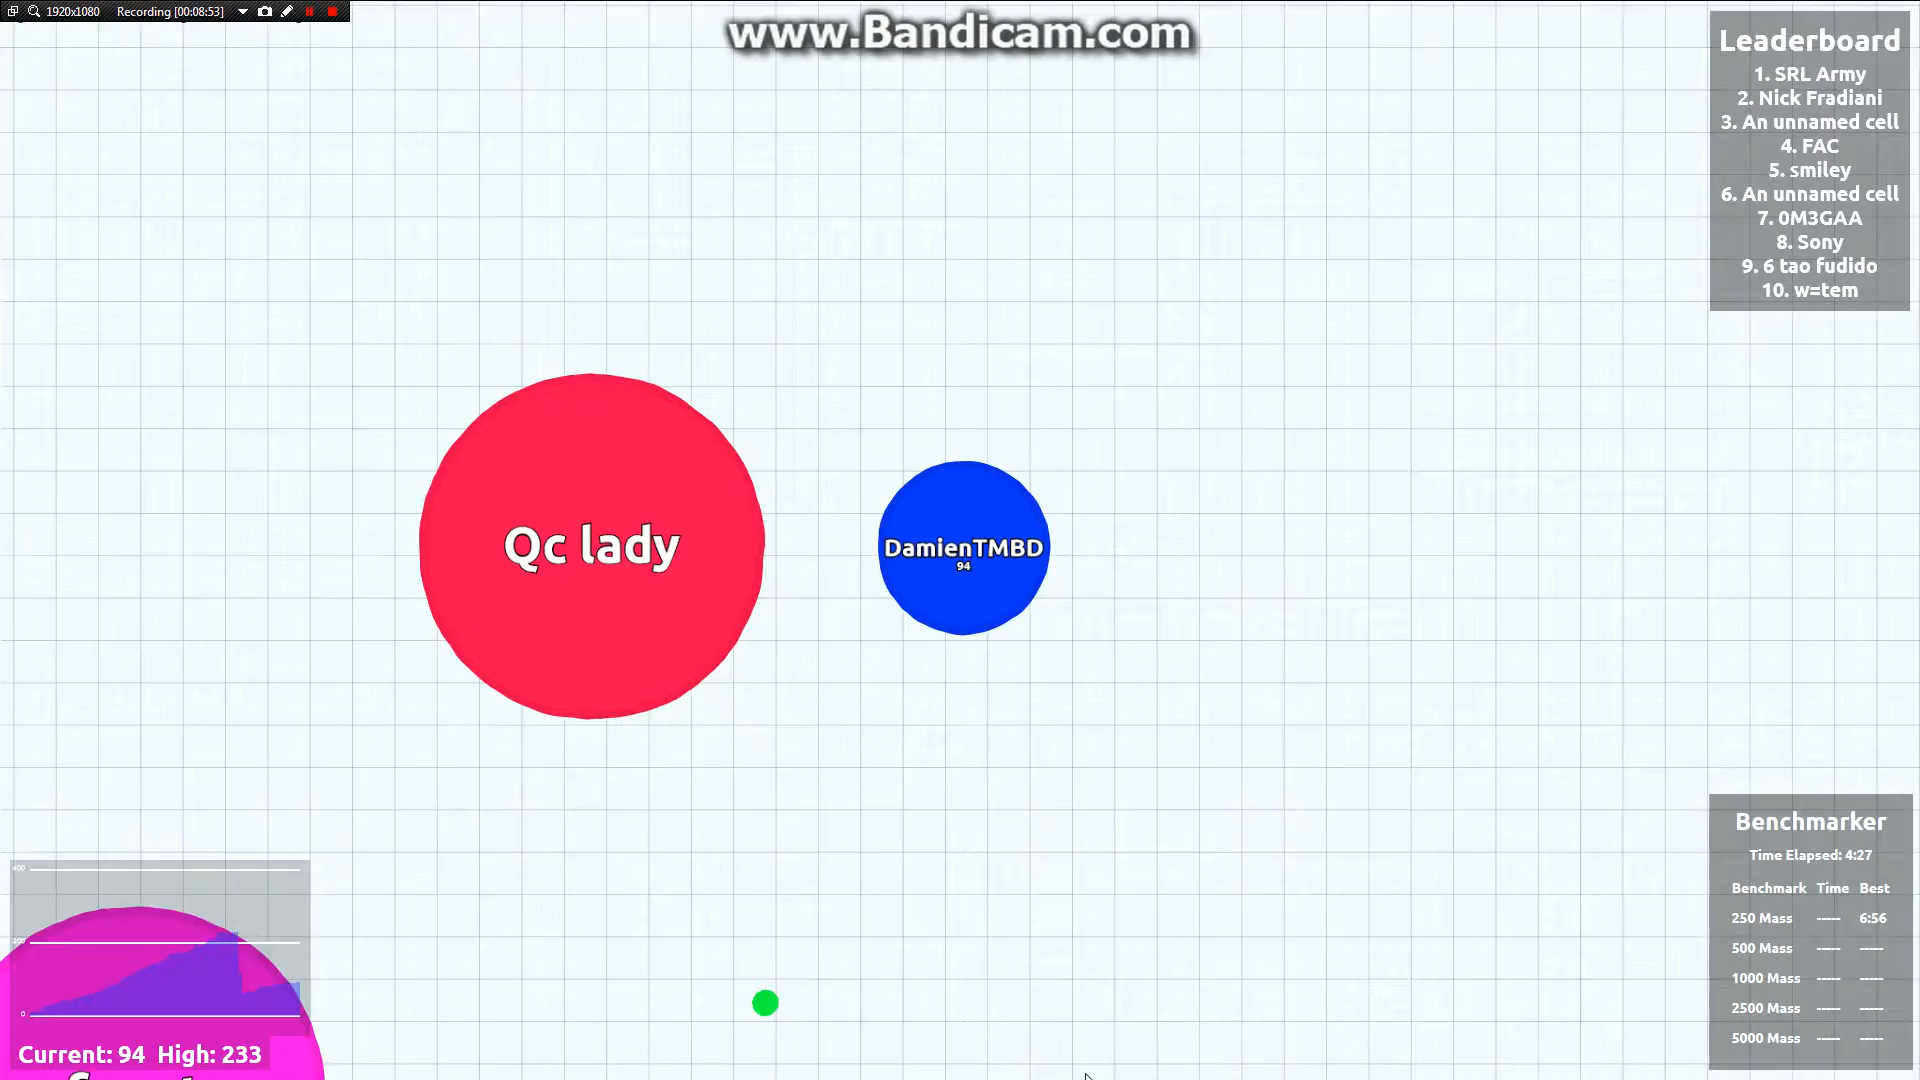 1920x1080 Recording [00:08:53]
www.Bandicam.com
Leaderboard
1. SRL Army
2. Nick Fradiani
3. An unnamed cell
4. FAC
5. smiley
6. An unnamed cell
7. 0M3GAA
8. Sony
9. 6 tao fudido
10. w=tem
Qc lady
DamienTMBD
94
Benchmarker
Time Elapsed: 4:27
Benchmark Time Best
250 Mass ----- 6:56
500 Mass ----- -----
1000 Mass ----- -----
2500 Mass ----- -----
5000 Mass ----- -----
400
200
0
Current: 94 High: 233